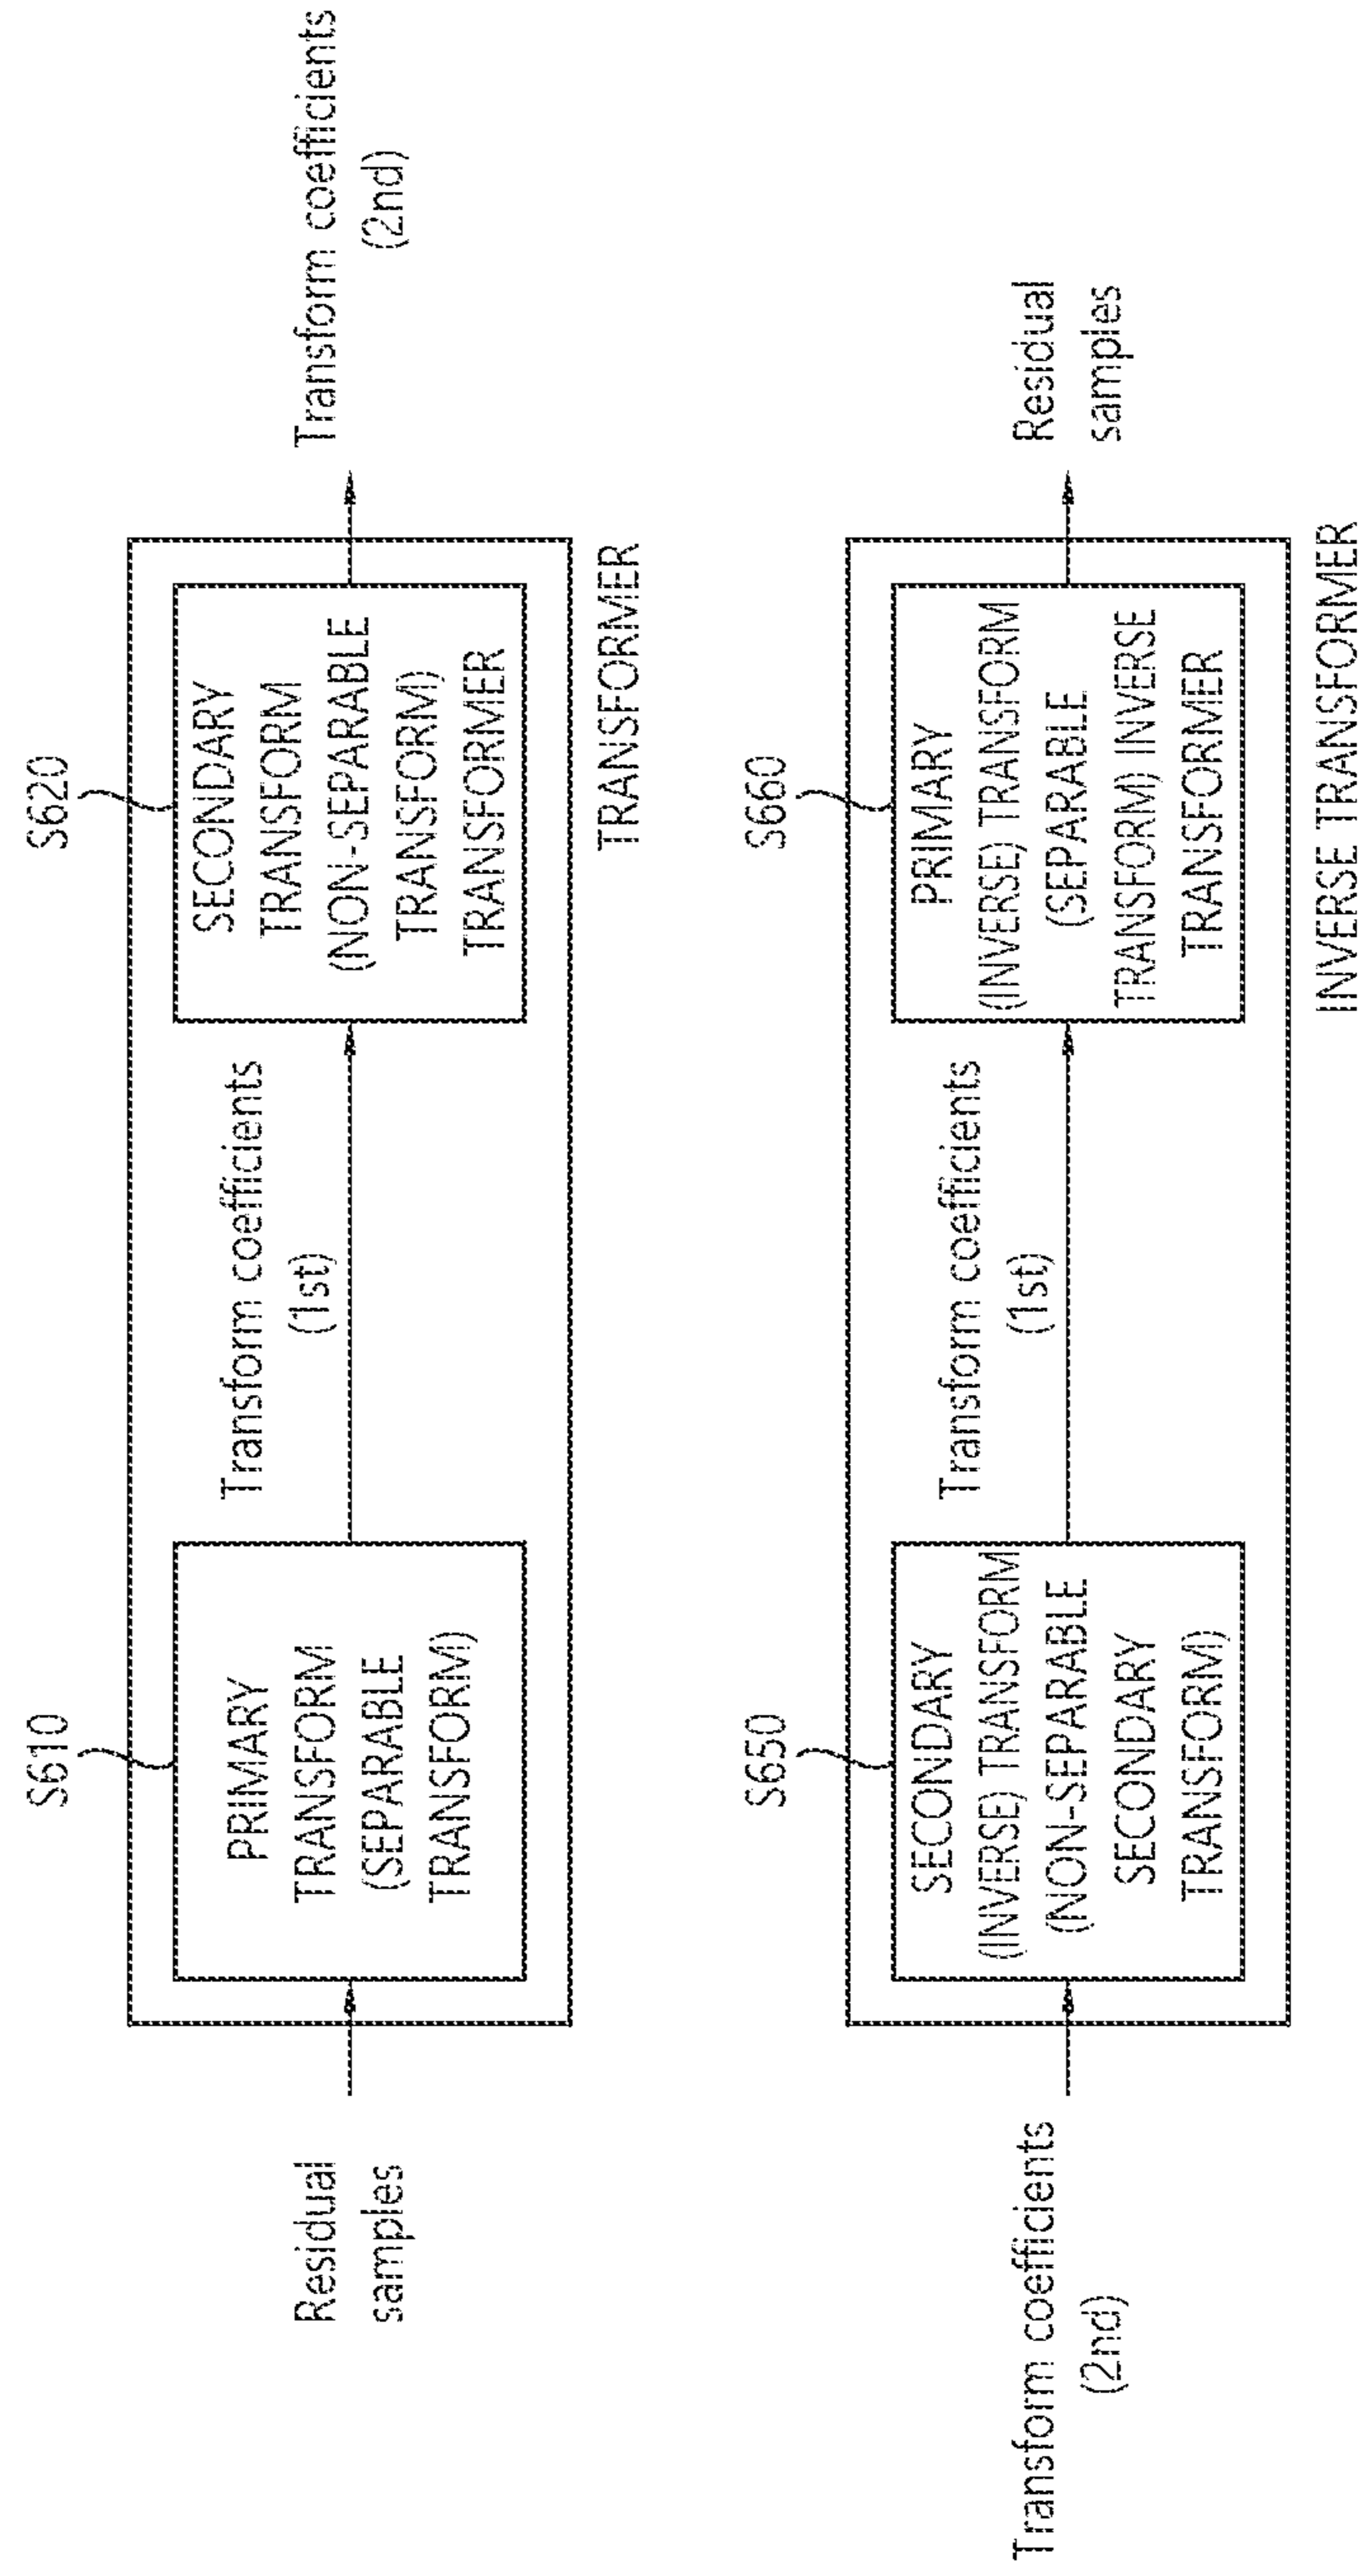 S610
S620
Residual
samples
PRIMARY
TRANSFORM
(SEPARABLE
TRANSFORM)
Transform coefficients
(1st)
SECONDARY
TRANSFORM
(NON-SEPARABLE
TRANSFORM)
TRANSFORMER
Transform coefficients
(2nd)
TRANSFORMER
S650
S660
Transform coefficients
(2nd)
SECONDARY
(INVERSE) TRANSFORM
(NON-SEPARABLE
SECONDARY
TRANSFORM)
Transform coefficients
(1st)
PRIMARY
(INVERSE) TRANSFORM
(SEPARABLE
TRANSFORM) INVERSE
TRANSFORMER
Residual
samples
INVERSE TRANSFORMER